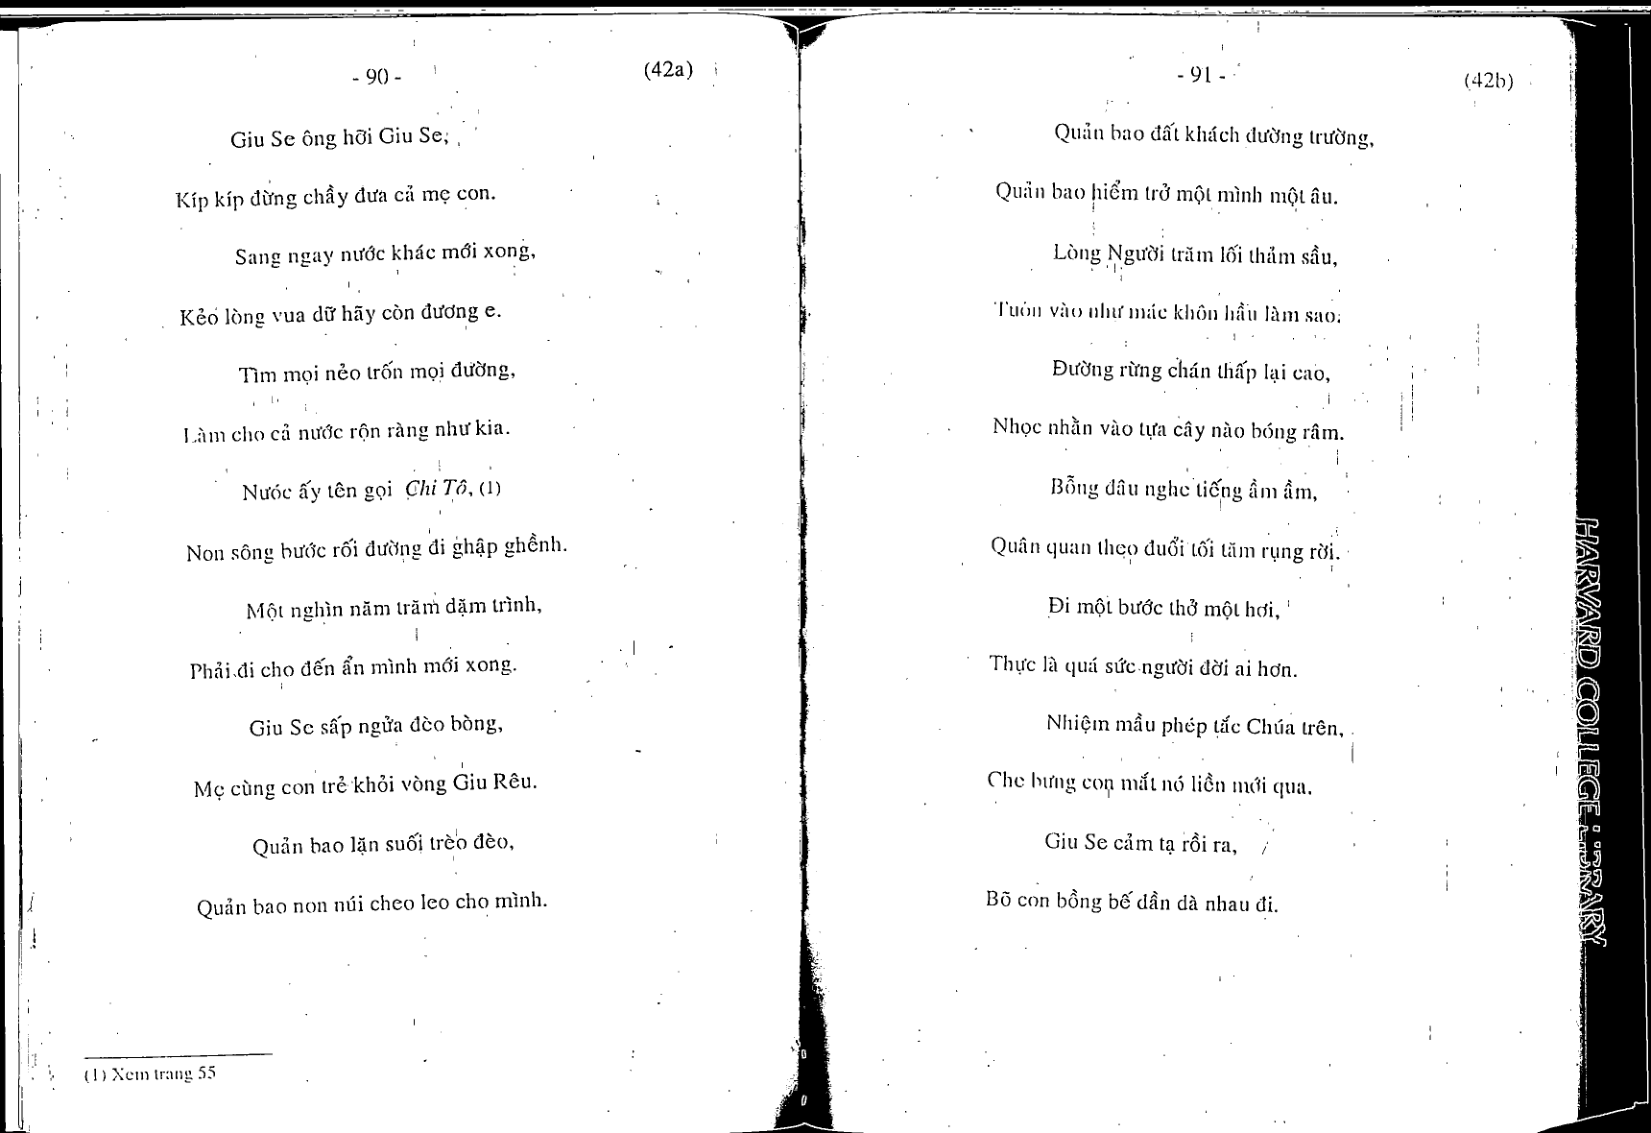 - 90 -
(42a)
Giu Se ông hỡi Giu Se,
Kíp kíp đừng chầy đưa cả mẹ con.
Sang ngay nước khác mới xong,
Kẻo lòng vua dữ hãy còn đương e.
Tìm mọi nẻo trốn mọi đường,
Làm cho cả nước rộn ràng như kia.
Nước ấy tên gọi Chi Tô, (1)
Non sông bước rối đường đi ghập ghềnh.
Một nghìn năm trăm dặm trình,
Phải đi cho đến ẩn mình mới xong.
Giu Se sấp ngửa đèo bòng,
Mẹ cùng con trẻ khỏi vòng Giu Rêu.
Quản bao lặn suối trèo đèo,
Quản bao non núi cheo leo cho mình.
(1) Xem trang 55
- 91 -
(42b)
Quản bao đất khách đường trường,
Quản bao hiểm trở một mình một âu.
Lòng Người trăm lối thảm sầu,
Tuôn vào như mác khôn hầu làm sao.
Đường rừng chán thấp lại cao,
Nhọc nhằn vào tựa cây nào bóng râm.
Bỗng đâu nghe tiếng ầm ầm,
Quân quan theo đuổi tối tăm rụng rời.
Đi một bước thở một hơi,
Thực là quá sức người đời ai hơn.
Nhiệm mầu phép tắc Chúa trên,
Che bưng con mắt nó liền mới qua.
Giu Se cảm tạ rồi ra,
Bõ con bồng bế dần dà nhau đi.
HARVARD COLLEGE LIBRARY